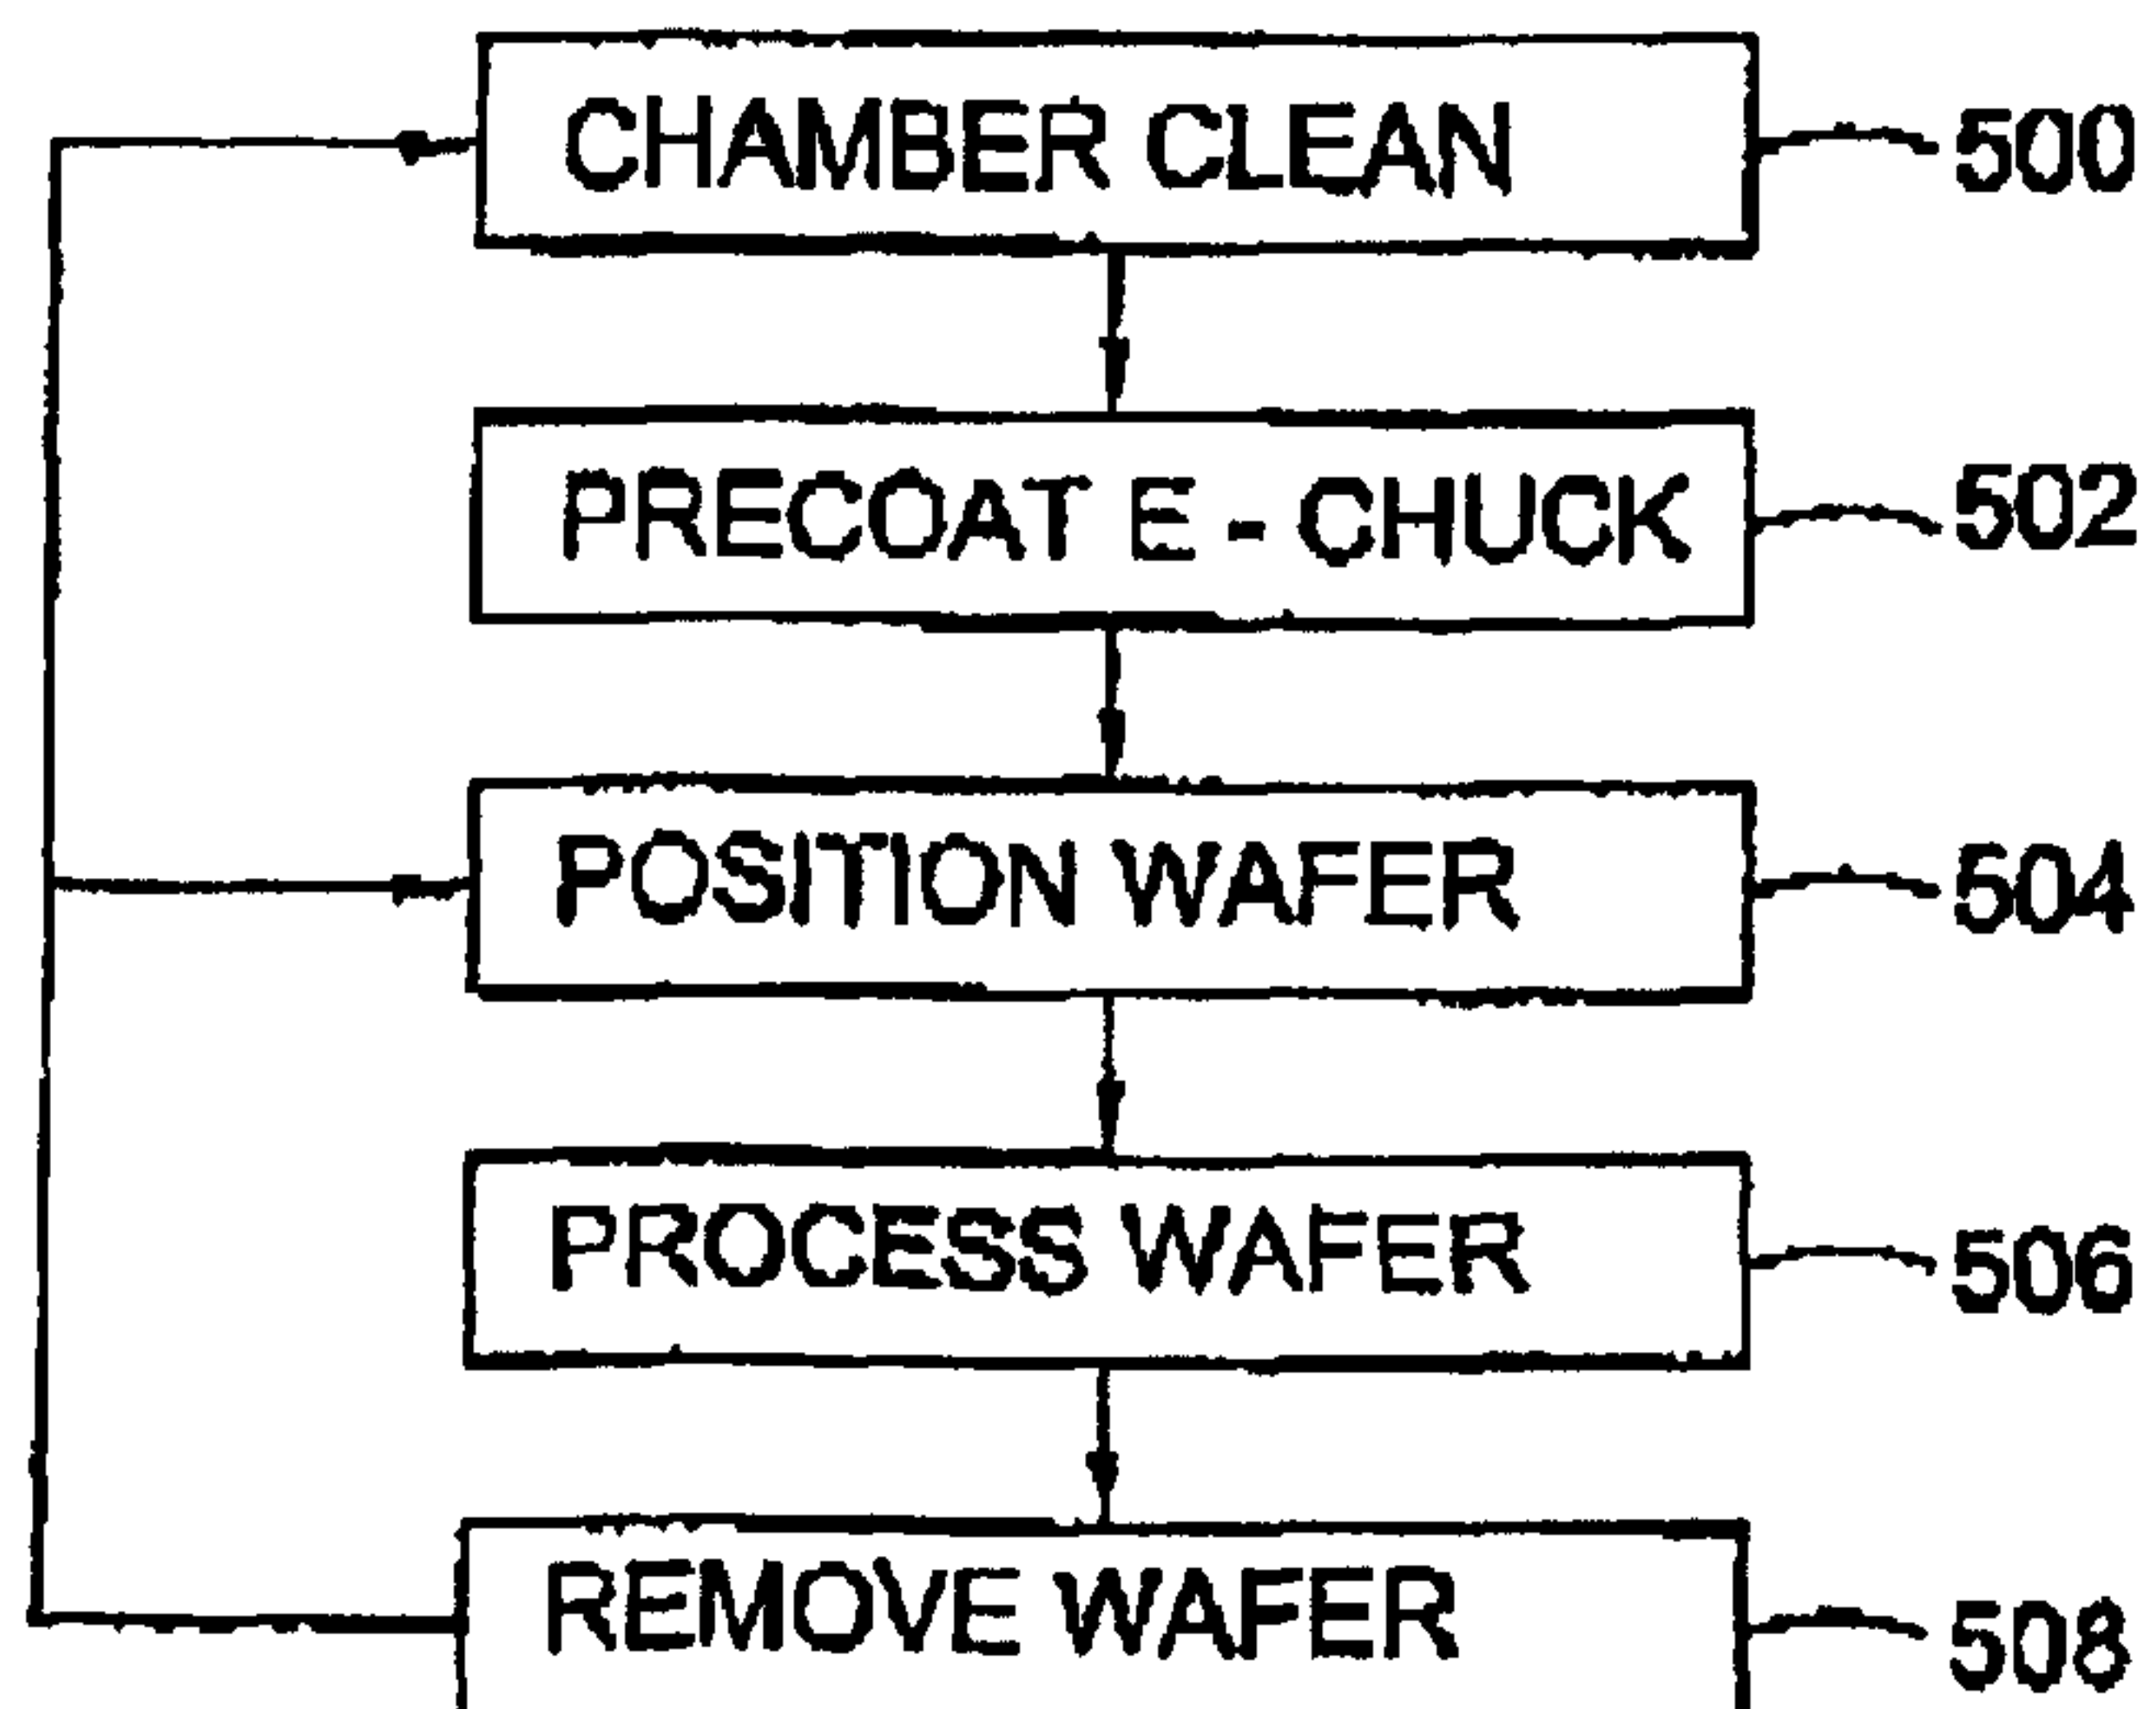 CHAMBER CLEAN 500
PRECOAT E - CHUCK 502
POSITION WAFER 504
PROCESS WAFER 506
REMOVE WAFER 508